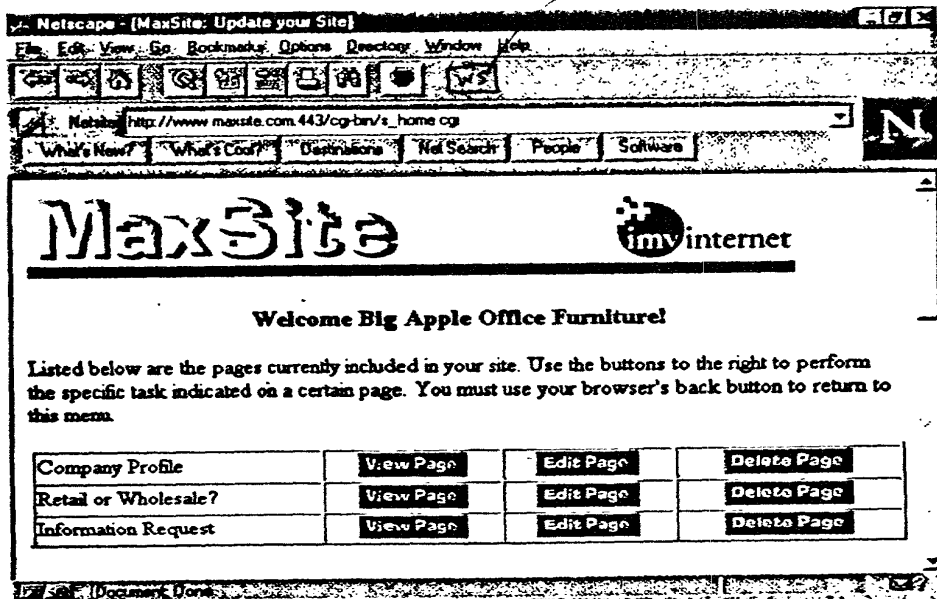 Netscape - [MaxSite: Update your Site]
File Edit View Go Bookmarks Options Directory Window Help
WS
Netsite http://www.maxsite.com.443/cg-bin/s_home cgi
What's New? What's Cool? Destinations Net Search People Software
N
MaxSite imv internet
Welcome Big Apple Office Furniture!
Listed below are the pages currently included in your site. Use the buttons to the right to perform
the specific task indicated on a certain page. You must use your browser's back button to return to
this menu.
Company Profile View Page Edit Page Delete Page
Retail or Wholesale? View Page Edit Page Delete Page
Information Request View Page Edit Page Delete Page
Document Done